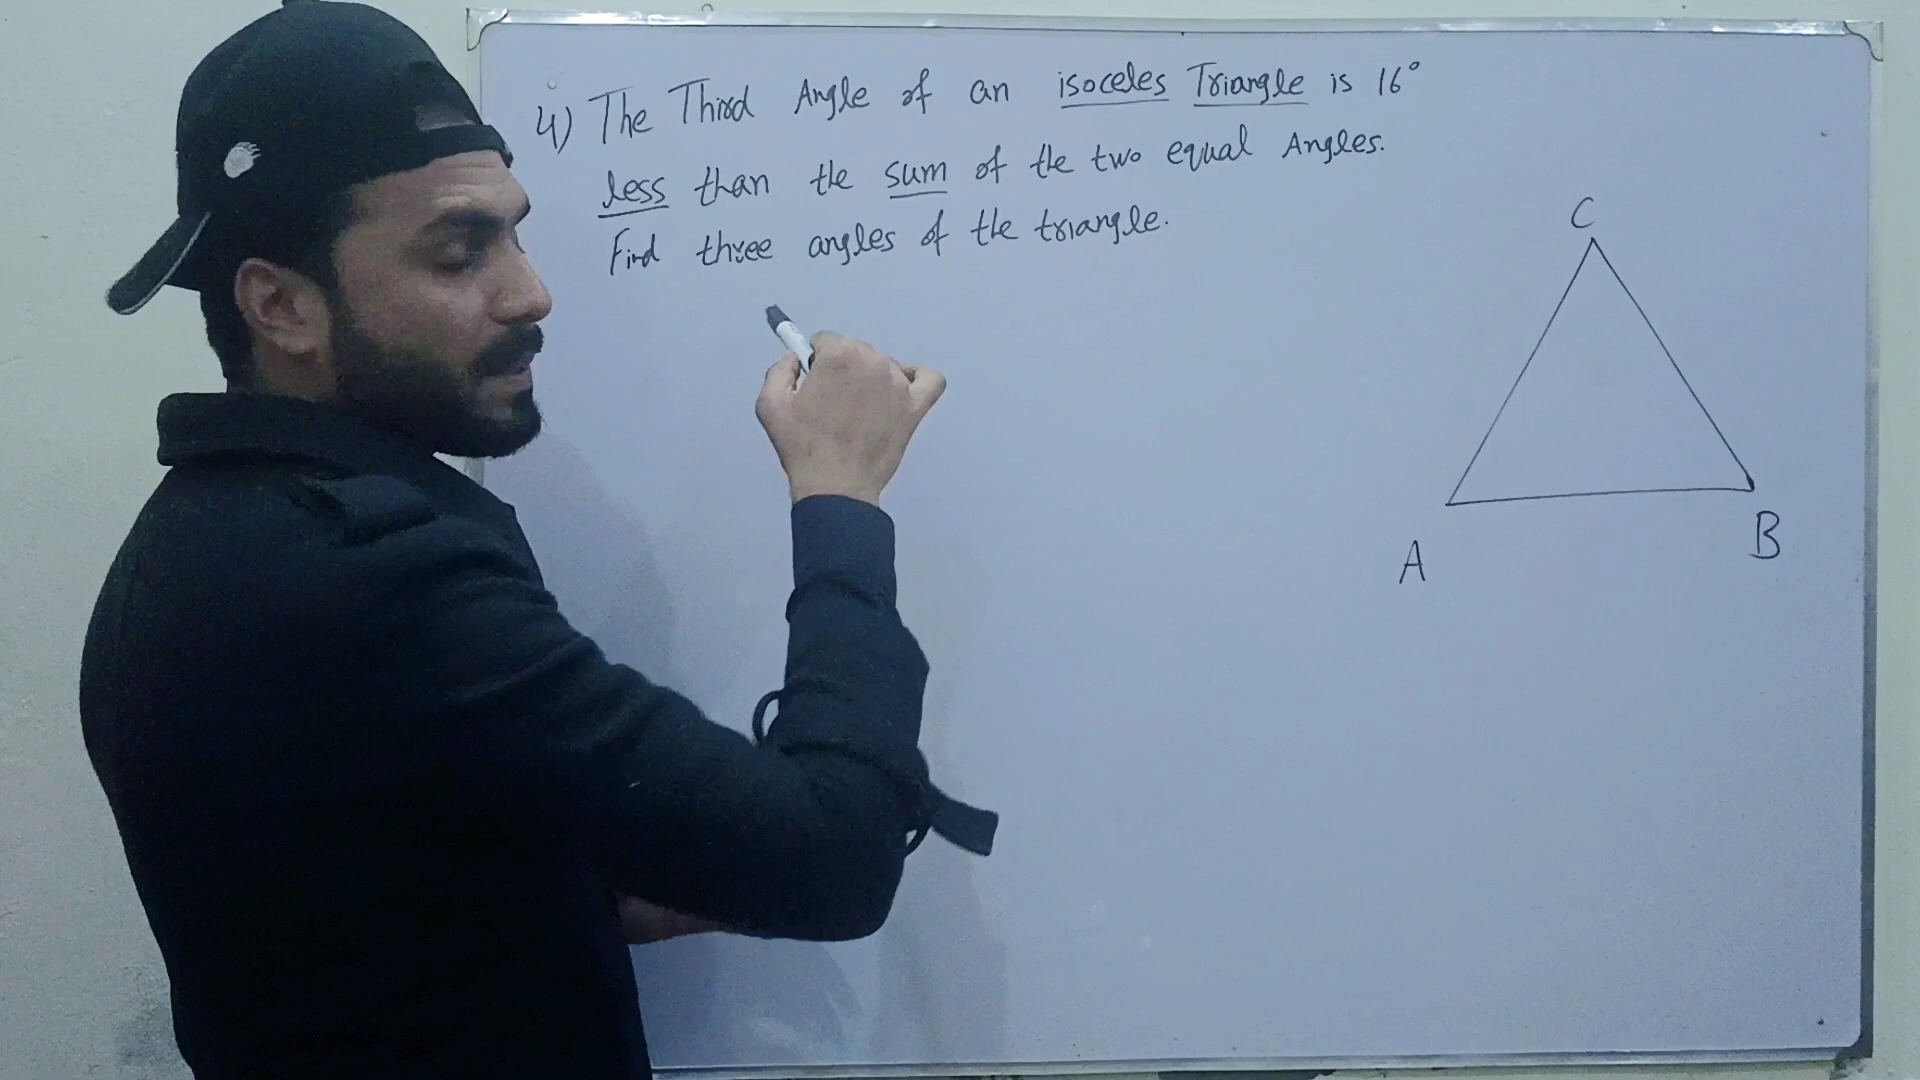 4) The Third Angle of an isoceles Triangle is 16°
less than the sum of the two equal Angles.
Find three angles of the triangle.
C
A
B